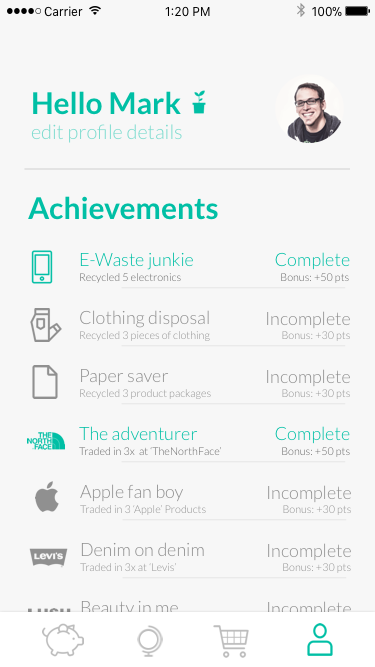 Carrier 1:20 PM 100%
Hello Mark
edit profile details
Achievements
E-Waste junkie Complete
Recycled 5 electronics Bonus: +50 pts
Clothing disposal Incomplete
Recycled 3 pieces of clothing Bonus: +30 pts
Paper saver Incomplete
Recycled 3 product packages Bonus: +30 pts
THE
NORTH
FACE
The adventurer Complete
Traded in 3x at 'TheNorthFace' Bonus: +50 pts
Apple fan boy Incomplete
Traded in 3 'Apple' Products Bonus: +30 pts
LEVI'S
Denim on denim Incomplete
Traded in 3x at 'Levis' Bonus: +30 pts
LUSH Beauty in me Incomplete